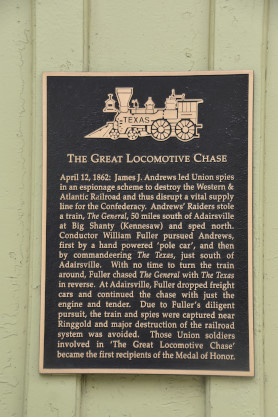 TEXAS
THE GREAT LOCOMOTIVE CHASE
April 12, 1862: James J. Andrews led Union spies
in an espionage scheme to destroy the Western &
Atlantic Railroad and thus disrupt a vital supply
line for the Confederacy. Andrews' Raiders stole
a train, The General, 50 miles south of Adairsville
at Big Shanty (Kennesaw) and sped north.
Conductor William Fuller pursued Andrews,
first by a hand powered 'pole car', and then
by commandeering The Texas, just south of
Adairsville. With no time to turn the train
around, Fuller chased The General with The Texas
in reverse. At Adairsville, Fuller dropped freight
cars and continued the chase with just the
engine and tender. Due to Fuller's diligent
pursuit, the train and spies were captured near
Ringgold and major destruction of the railroad
system was avoided. Those Union soldiers
involved in 'The Great Locomotive Chase'
became the first recipients of the Medal of Honor.